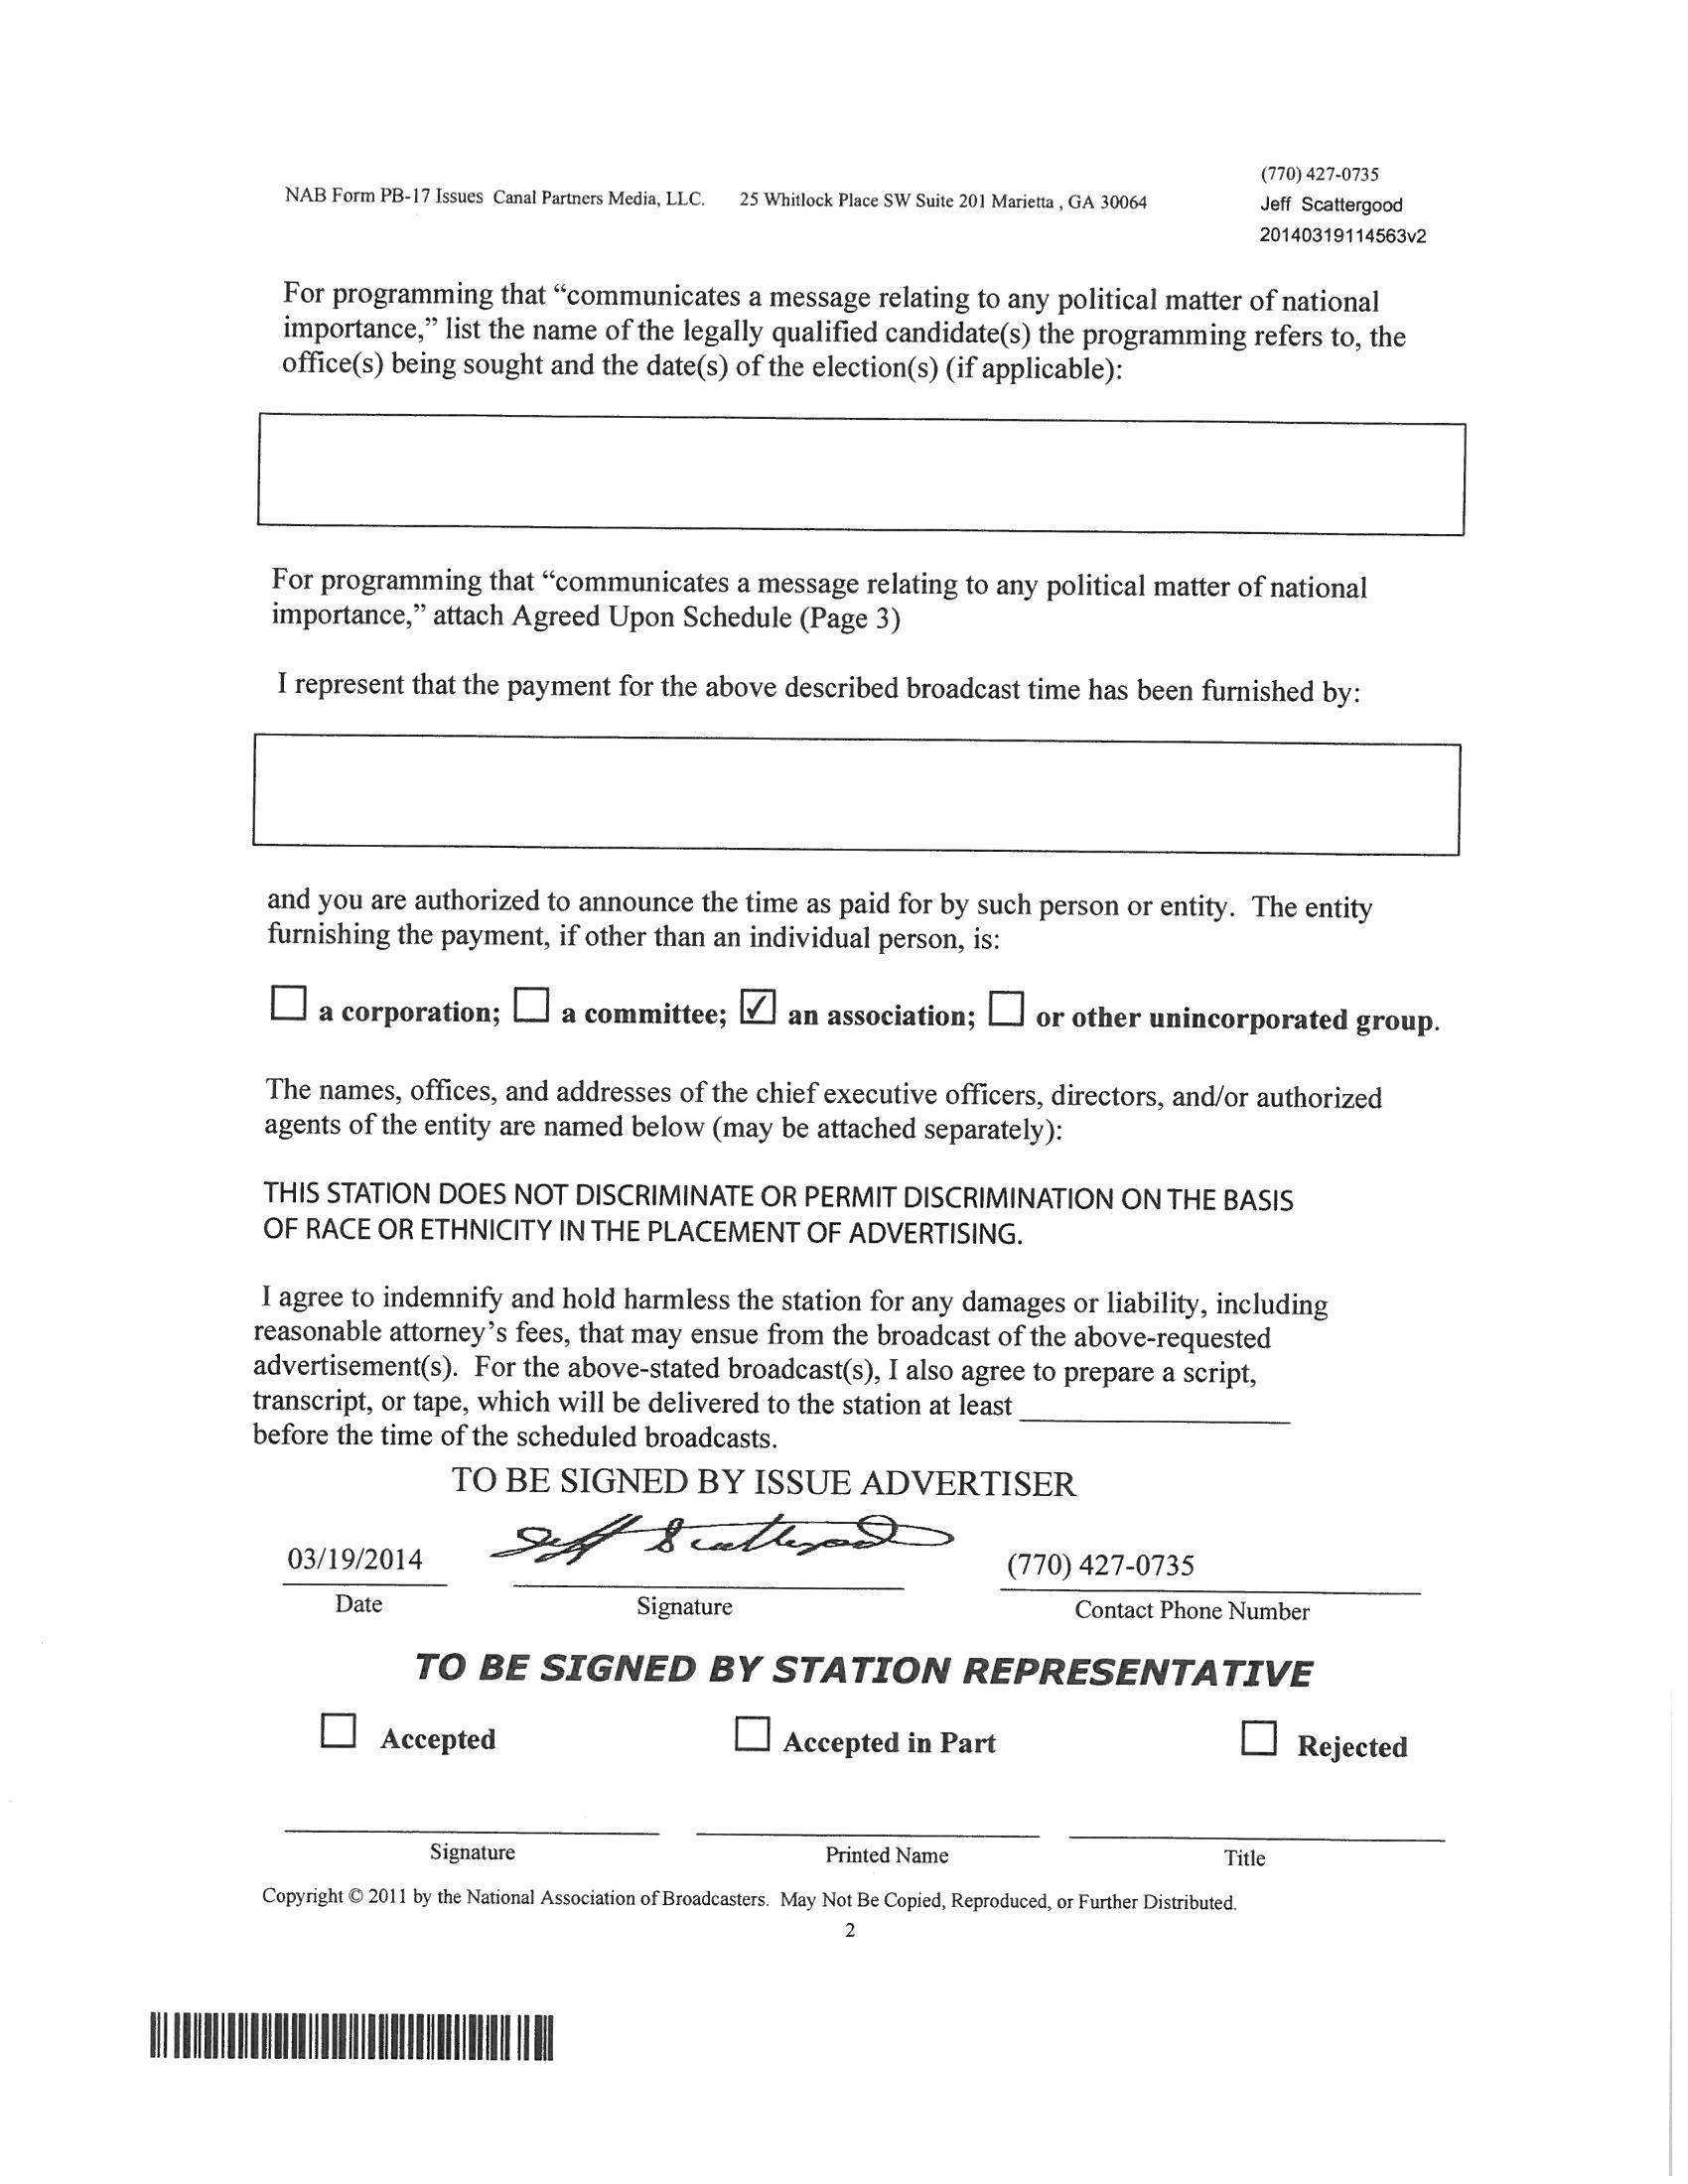 (770) 427-0735
NAB Form PB-17 Issues Canal Partners Media, LLC. 25 Whitlock Place SW Suite 201 Marietta , GA 30064
Jeff Scattergood
20140319114563v2
For programming that “communicates a message relating to any political matter of national
importance,” list the name of the legally qualified candidate(s) the programming refers to, the
office(s) being sought and the date(s) of the election(s) (if applicable):
For programming that “communicates a message relating to any political matter of national
importance,” attach Agreed Upon Schedule (Page 3)
I represent that the payment for the above described broadcast time has been furnished by:
and you are authorized to announce the time as paid for by such person or entity. The entity
furnishing the payment, if other than an individual person, is:
☐ a corporation; ☐ a committee; ☑ an association; ☐ or other unincorporated group.
The names, offices, and addresses of the chief executive officers, directors, and/or authorized
agents of the entity are named below (may be attached separately):
THIS STATION DOES NOT DISCRIMINATE OR PERMIT DISCRIMINATION ON THE BASIS
OF RACE OR ETHNICITY IN THE PLACEMENT OF ADVERTISING.
I agree to indemnify and hold harmless the station for any damages or liability, including
reasonable attorney’s fees, that may ensue from the broadcast of the above-requested
advertisement(s). For the above-stated broadcast(s), I also agree to prepare a script,
transcript, or tape, which will be delivered to the station at least
before the time of the scheduled broadcasts.
TO BE SIGNED BY ISSUE ADVERTISER
03/19/2014 Jeff Scattergood (770) 427-0735
Date Signature Contact Phone Number
TO BE SIGNED BY STATION REPRESENTATIVE
☐ Accepted ☐ Accepted in Part ☐ Rejected
Signature Printed Name Title
Copyright © 2011 by the National Association of Broadcasters. May Not Be Copied, Reproduced, or Further Distributed.
2